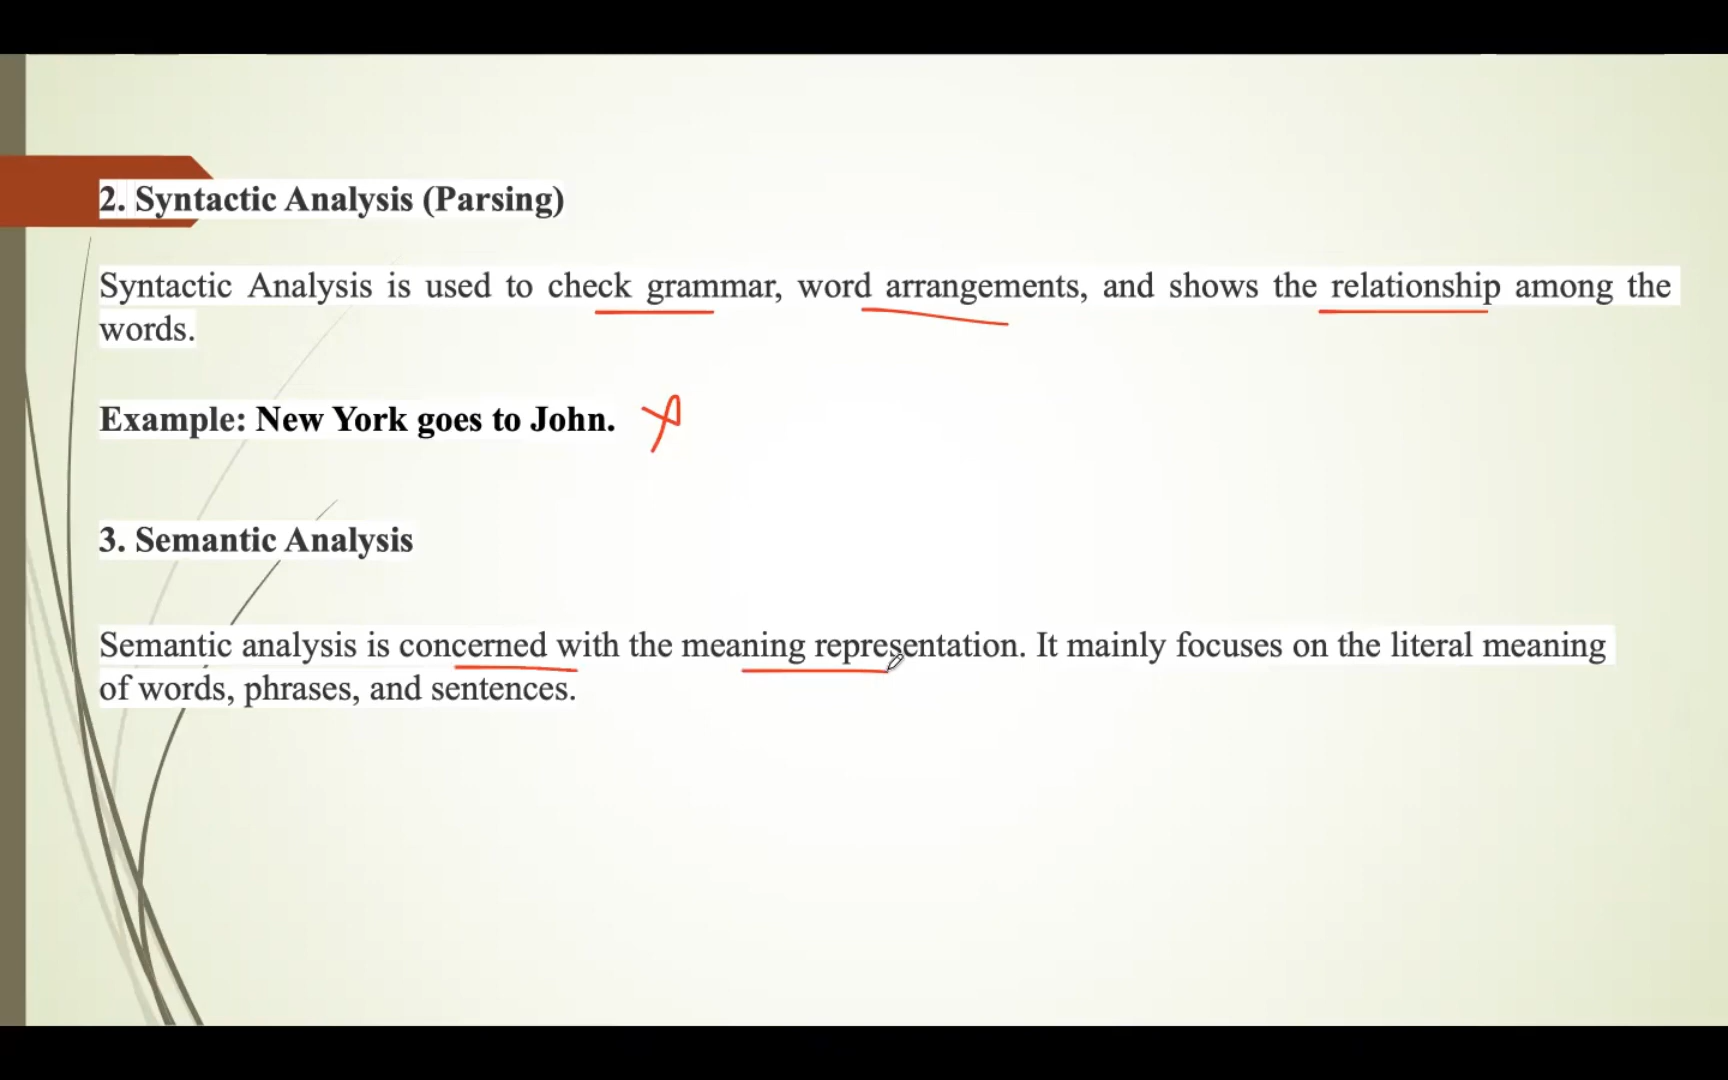 2. Syntactic Analysis (Parsing)
Syntactic Analysis is used to check grammar, word arrangements, and shows the relationship among the
words.
Example: New York goes to John.
3. Semantic Analysis
Semantic analysis is concerned with the meaning representation. It mainly focuses on the literal meaning
of words, phrases, and sentences.